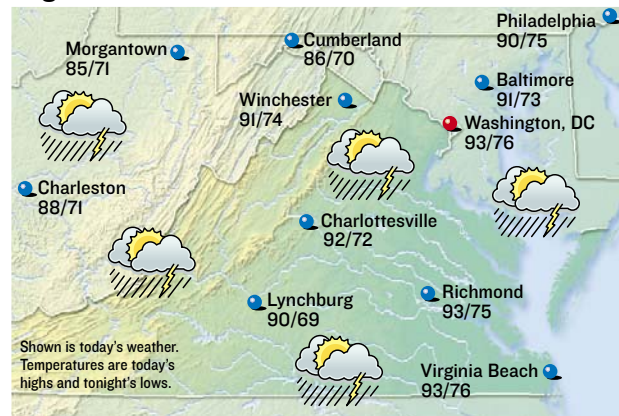 Philadelphia
90/75
Morgantown
85/71
Cumberland
86/70
Baltimore
91/73
Winchester
91/74
Washington, DC
93/76
Charleston
88/71
Charlottesville
92/72
Lynchburg
90/69
Richmond
93/75
Shown is today's weather.
Temperatures are today's
highs and tonight's lows.
Virginia Beach
93/76